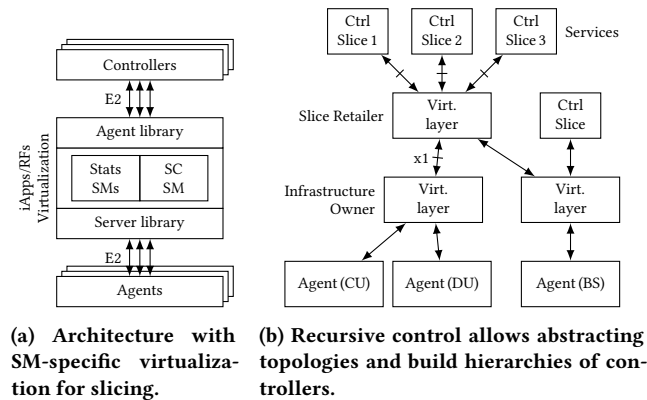 Controllers
E2
Agent library
iApps/RFs
Virtualization
Stats
SMs
SC
SM
Server library
E2
Agents
(a) Architecture with
SM-specific virtualiza-
tion for slicing.
Ctrl
Slice 1
Ctrl
Slice 2
Ctrl
Slice 3
Services
Slice Retailer
Virt.
layer
Ctrl
Slice
x1
Infrastructure
Owner
Virt.
layer
Virt.
layer
Agent (CU)
Agent (DU)
Agent (BS)
(b) Recursive control allows abstracting
topologies and build hierarchies of con-
trollers.